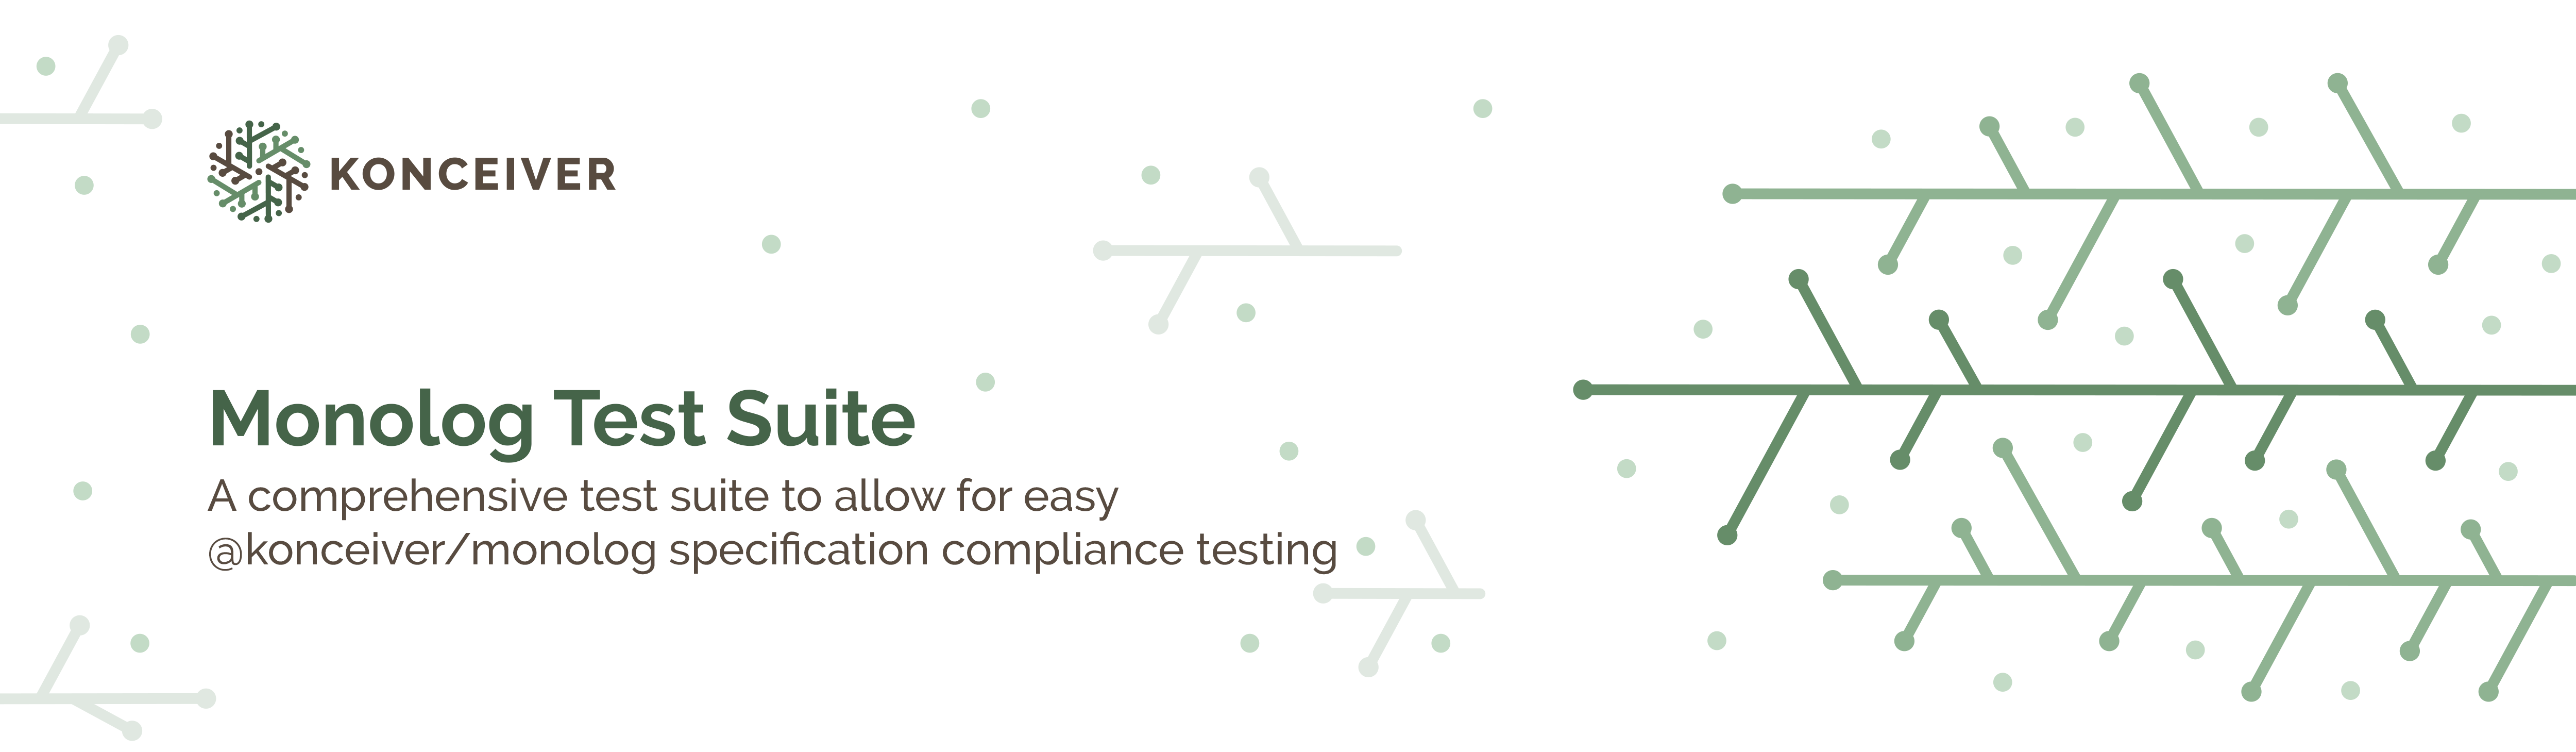 KONCEIVER
Monolog Test Suite
A comprehensive test suite to allow for easy
@konceiver/monolog specification compliance testing